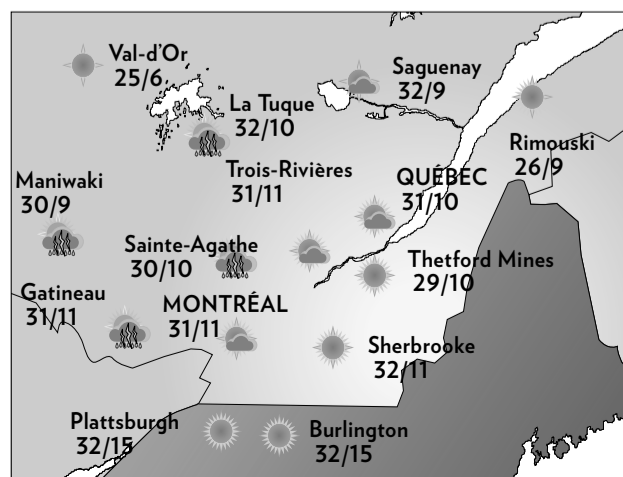 Val-d'Or
25/6
Saguenay
32/9
La Tuque
32/10
Rimouski
26/9
Trois-Rivières
31/11
Maniwaki
30/9
QUÉBEC
31/10
Sainte-Agathe
30/10
Thetford Mines
29/10
Gatineau
31/11
MONTRÉAL
31/11
Sherbrooke
32/11
Plattsburgh
32/15
Burlington
32/15